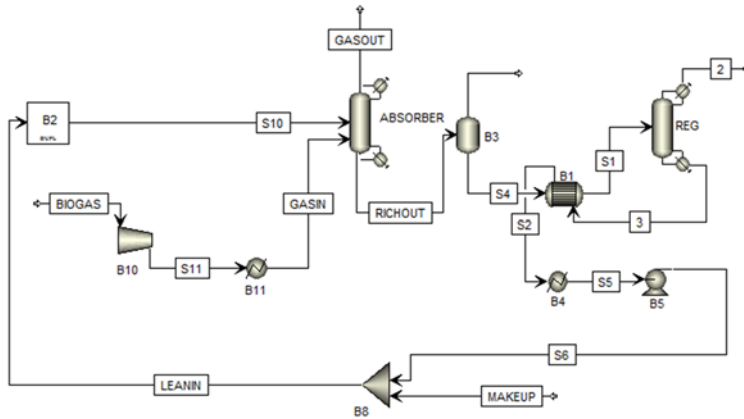 GASOUT
2
B2
S10
ABSORBER
B3
REG
S1
B1
BIOGAS
GASIN
RICHOUT
S4
S2
3
B10
S11
B11
B4
S5
B5
S6
LEANIN
MAKEUP
B8